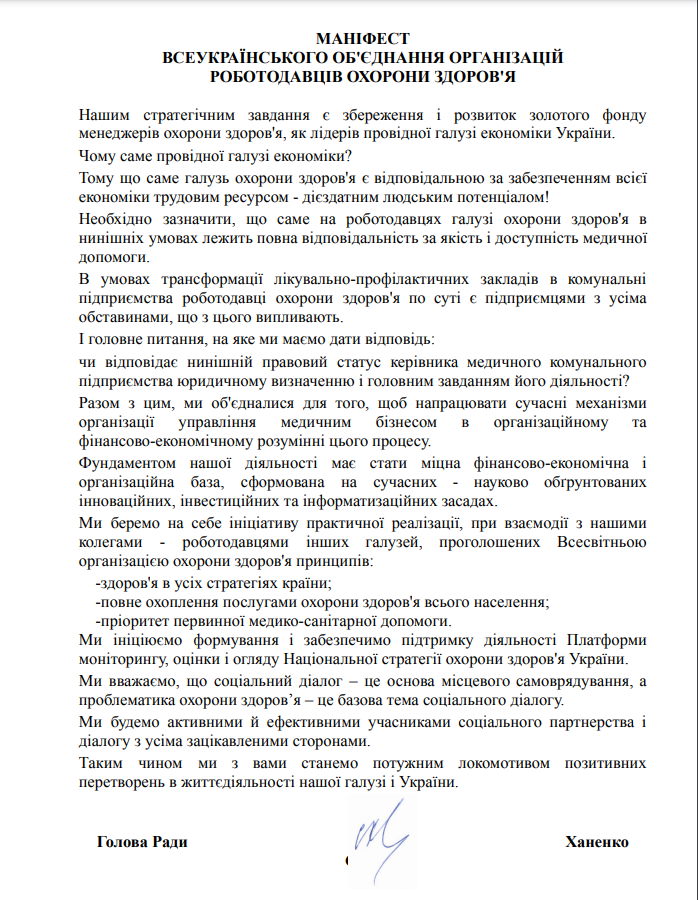 МАНІФЕСТ
ВСЕУКРАЇНСЬКОГО ОБ'ЄДНАННЯ ОРГАНІЗАЦІЙ
РОБОТОДАВЦІВ ОХОРОНИ ЗДОРОВ'Я
Нашим стратегічним завдання є збереження і розвиток золотого фонду
менеджерів охорони здоров'я, як лідерів провідної галузі економіки України.
Чому саме провідної галузі економіки?
Тому що саме галузь охорони здоров'я є відповідальною за забезпеченням всієї
економіки трудовим ресурсом - дієздатним людським потенціалом!
Необхідно зазначити, що саме на роботодавцях галузі охорони здоров'я в
нинішніх умовах лежить повна відповідальність за якість і доступність медичної
допомоги.
В умовах трансформації лікувально-профілактичних закладів в комунальні
підприємства роботодавці охорони здоров'я по суті є підприємцями з усіма
обставинами, що з цього випливають.
І головне питання, на яке ми маємо дати відповідь:
чи відповідає нинішній правовий статус керівника медичного комунального
підприємства юридичному визначенню і головним завданням його діяльності?
Разом з цим, ми об'єдналися для того, щоб напрацювати сучасні механізми
організації управління медичним бізнесом в організаційному та
фінансово-економічному розумінні цього процесу.
Фундаментом нашої діяльності має стати міцна фінансово-економічна і
організаційна база, сформована на сучасних - науково обґрунтованих
інноваційних, інвестиційних та інформатизаційних засадах.
Ми беремо на себе ініціативу практичної реалізації, при взаємодії з нашими
колегами - роботодавцями інших галузей, проголошених Всесвітньою
організацією охорони здоров'я принципів:
-здоров'я в усіх стратегіях країни;
-повне охоплення послугами охорони здоров'я всього населення;
-пріоритет первинної медико-санітарної допомоги.
Ми ініціюємо формування і забезпечимо підтримку діяльності Платформи
моніторингу, оцінки і огляду Національної стратегії охорони здоров'я України.
Ми вважаємо, що соціальний діалог – це основа місцевого самоврядування, а
проблематика охорони здоров’я – це базова тема соціального діалогу.
Ми будемо активними й ефективними учасниками соціального партнерства і
діалогу з усіма зацікавленими сторонами.
Таким чином ми з вами станемо потужним локомотивом позитивних
перетворень в життєдіяльності нашої галузі і України.
Голова Ради Ханенко